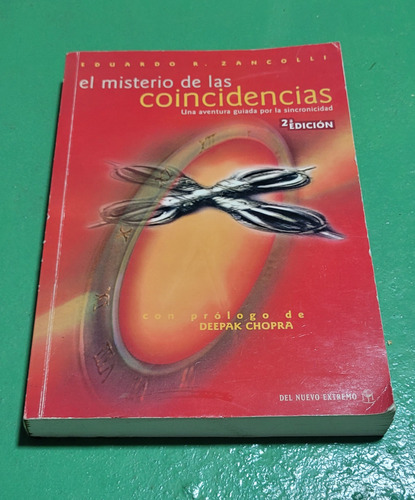 EDUARDO R. ZANCOLLI
el misterio de las
coincidencias
Una aventura guiada por la sincronicidad
2ª EDICIÓN
con prólogo de
DEEPAK CHOPRA
DEL NUEVO EXTREMO